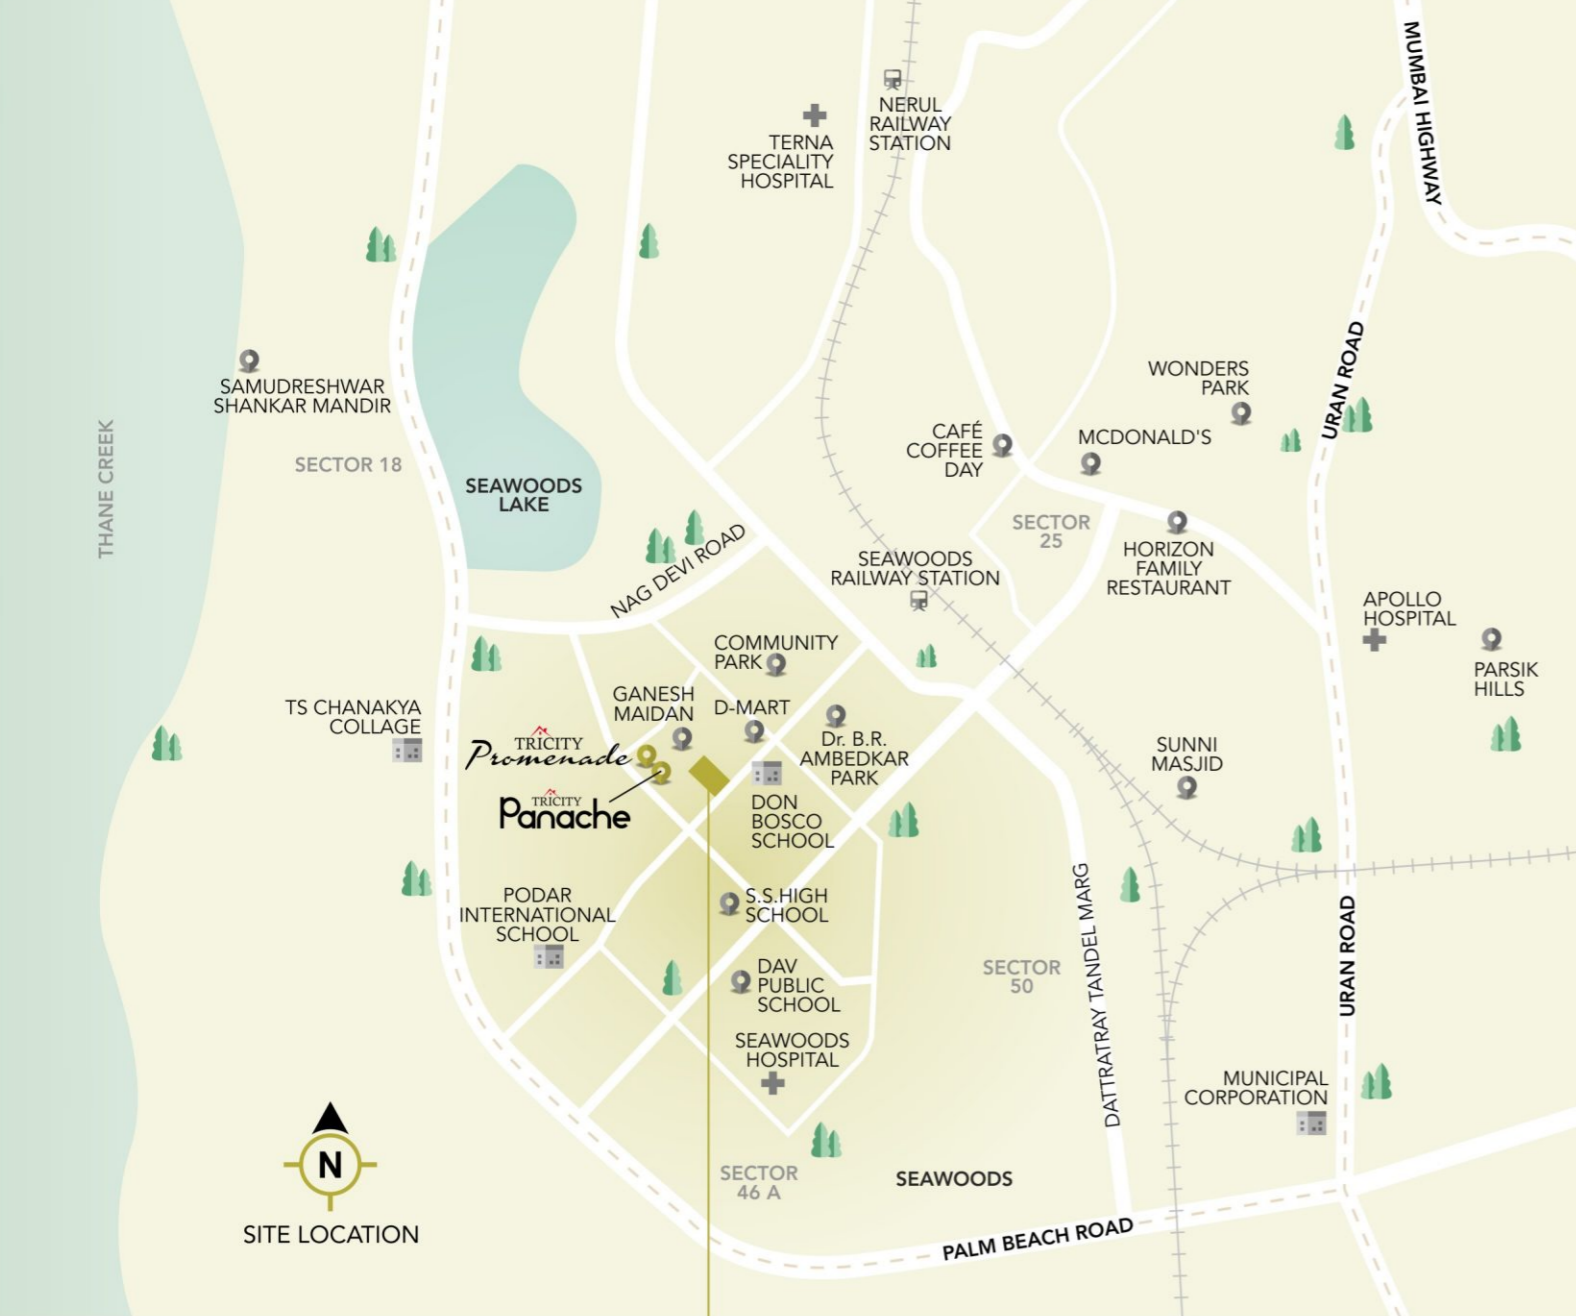 MUMBAI HIGHWAY
NERUL
RAILWAY
STATION
TERNA
SPECIALITY
HOSPITAL
SAMUDRESHWAR
SHANKAR MANDIR
SECTOR 18
THANE CREEK
SEAWOODS
LAKE
NAG DEVI ROAD
CAFÉ
COFFEE
DAY
MCDONALD'S
WONDERS
PARK
URAN ROAD
SECTOR
25
HORIZON
FAMILY
RESTAURANT
SEAWOODS
RAILWAY STATION
APOLLO
HOSPITAL
PARSIK
HILLS
COMMUNITY
PARK
GANESH
MAIDAN
D-MART
TS CHANAKYA
COLLAGE
TRICITY
Promenade
TRICITY
Panache
Dr. B.R.
AMBEDKAR
PARK
DON
BOSCO
SCHOOL
SUNNI
MASJID
PODAR
INTERNATIONAL
SCHOOL
S.S.HIGH
SCHOOL
DAV
PUBLIC
SCHOOL
SECTOR
50
DATTRATRAY TANDEL MARG
URAN ROAD
SEAWOODS
HOSPITAL
MUNICIPAL
CORPORATION
SECTOR
46 A
SEAWOODS
PALM BEACH ROAD
N
SITE LOCATION